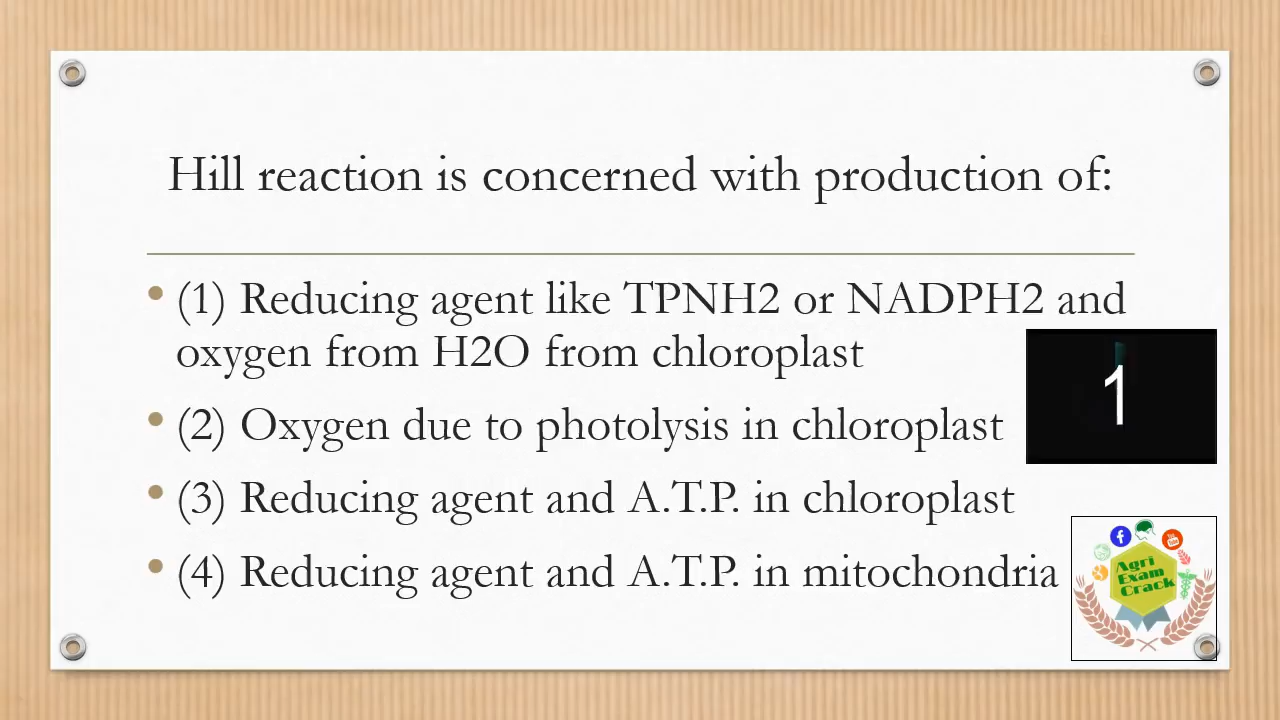 Hill reaction is concerned with production of:
• (1) Reducing agent like TPNH2 or NADPH2 and
oxygen from H2O from chloroplast
1
• (2) Oxygen due to photolysis in chloroplast
• (3) Reducing agent and A.T.P. in chloroplast
• (4) Reducing agent and A.T.P. in mitochondria
Agri
Exam
Crack